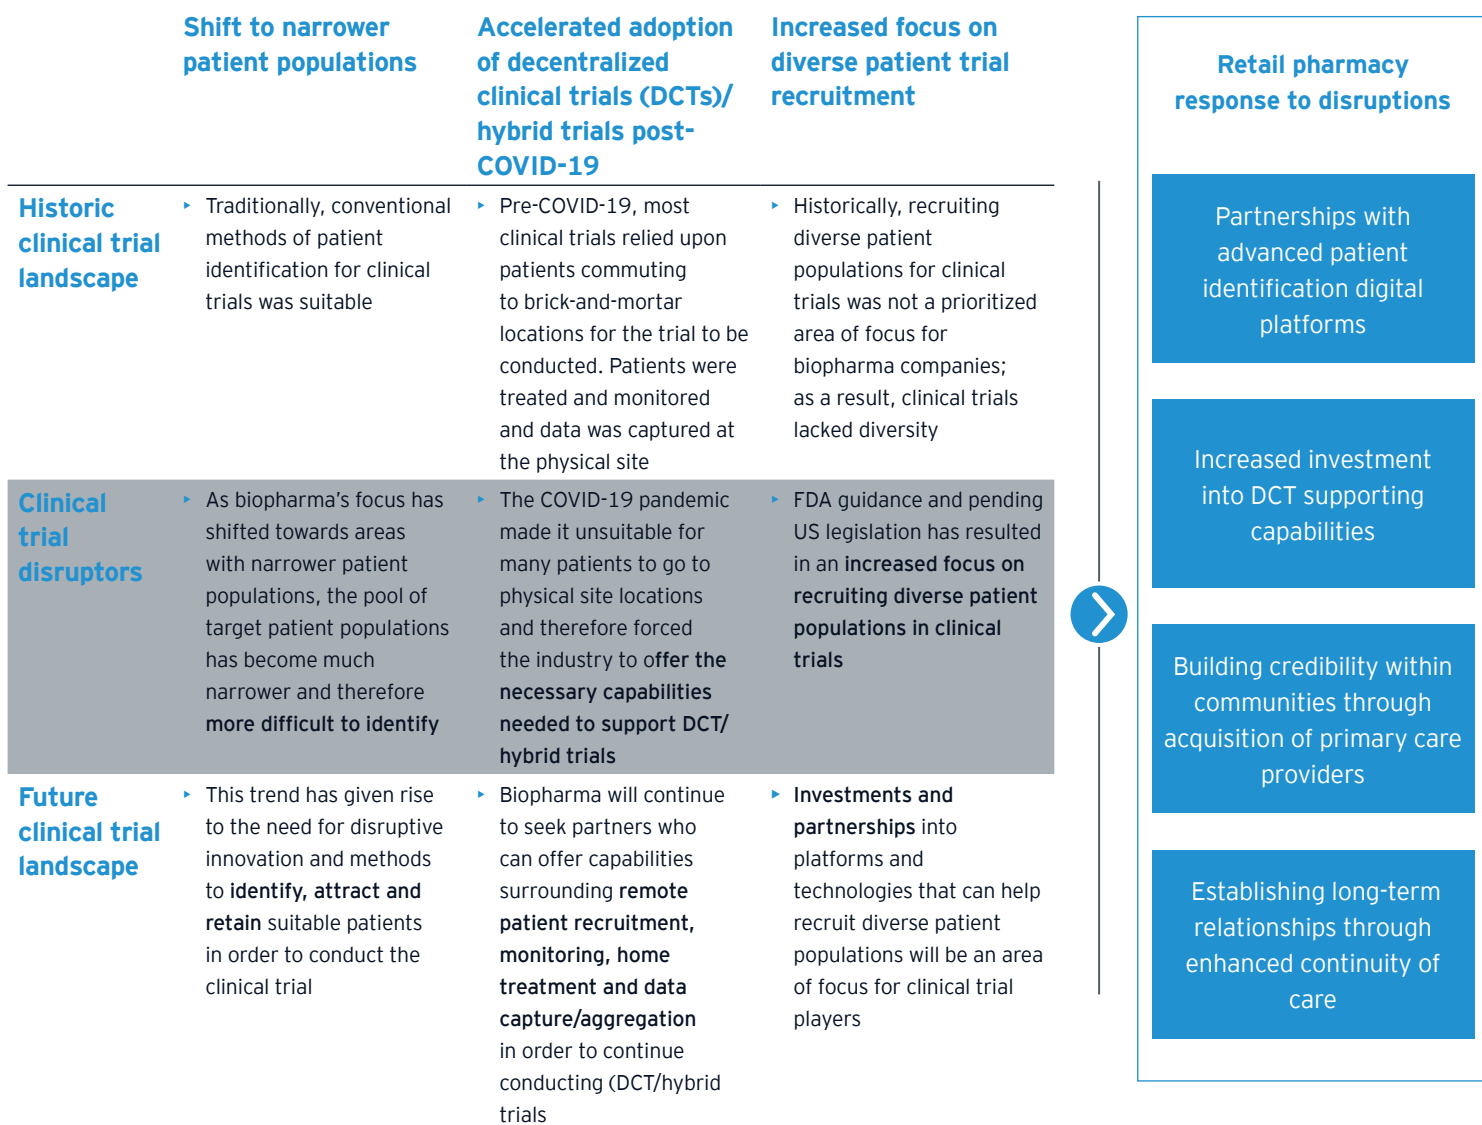 Shift to narrower
patient populations
Accelerated adoption
of decentralized
clinical trials (DCTs)/
hybrid trials post-
COVID-19
Increased focus on
diverse patient trial
recruitment
Historic
clinical trial
landscape
‣ Traditionally, conventional
methods of patient
identification for clinical
trials was suitable
‣ Pre-COVID-19, most
clinical trials relied upon
patients commuting
to brick-and-mortar
locations for the trial to be
conducted. Patients were
treated and monitored
and data was captured at
the physical site
‣ Historically, recruiting
diverse patient
populations for clinical
trials was not a prioritized
area of focus for
biopharma companies;
as a result, clinical trials
lacked diversity
Clinical
trial
disruptors
‣ As biopharma's focus has
shifted towards areas
with narrower patient
populations, the pool of
target patient populations
has become much
narrower and therefore
more difficult to identify
‣ The COVID-19 pandemic
made it unsuitable for
many patients to go to
physical site locations
and therefore forced
the industry to offer the
necessary capabilities
needed to support DCT/
hybrid trials
‣ FDA guidance and pending
US legislation has resulted
in an increased focus on
recruiting diverse patient
populations in clinical
trials
Future
clinical trial
landscape
‣ This trend has given rise
to the need for disruptive
innovation and methods
to identify, attract and
retain suitable patients
in order to conduct the
clinical trial
‣ Biopharma will continue
to seek partners who
can offer capabilities
surrounding remote
patient recruitment,
monitoring, home
treatment and data
capture/aggregation
in order to continue
conducting (DCT/hybrid
trials
‣ Investments and
partnerships into
platforms and
technologies that can help
recruit diverse patient
populations will be an area
of focus for clinical trial
players
Retail pharmacy
response to disruptions
Partnerships with
advanced patient
identification digital
platforms
Increased investment
into DCT supporting
capabilities
Building credibility within
communities through
acquisition of primary care
providers
Establishing long-term
relationships through
enhanced continuity of
care